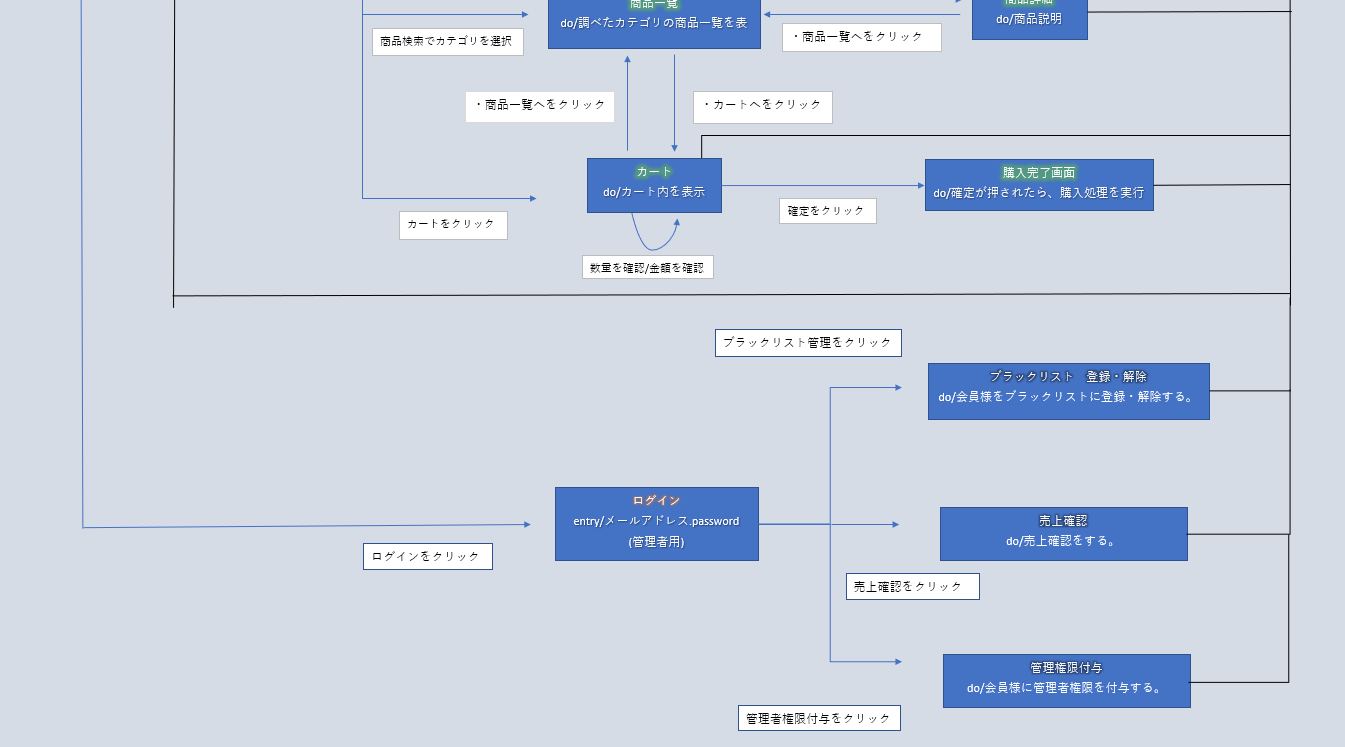 商品一覧
do/調べたカテゴリの商品一覧を表
商品詳細
do/商品説明
商品検索でカテゴリを選択
・商品一覧へをクリック
・商品一覧へをクリック
・カートへをクリック
カート
do/カート内を表示
購入完了画面
do/確定が押されたら、購入処理を実行
カートをクリック
確定をクリック
数量を確認/金額を確認
ブラックリスト管理をクリック
ブラックリスト　登録・解除
do/会員様をブラックリストに登録・解除する。
ログイン
entry/メールアドレス.password
(管理者用)
売上確認
do/売上確認をする。
ログインをクリック
売上確認をクリック
管理権限付与
do/会員様に管理者権限を付与する。
管理者権限付与をクリック